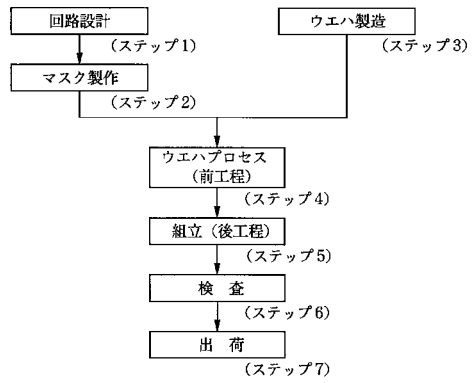 回路設計
(ステップ1)
マスク製作
(ステップ2)
ウエハ製造
(ステップ3)
ウエハプロセス
(前工程)
(ステップ4)
組立(後工程)
(ステップ5)
検 査
(ステップ6)
出 荷
(ステップ7)